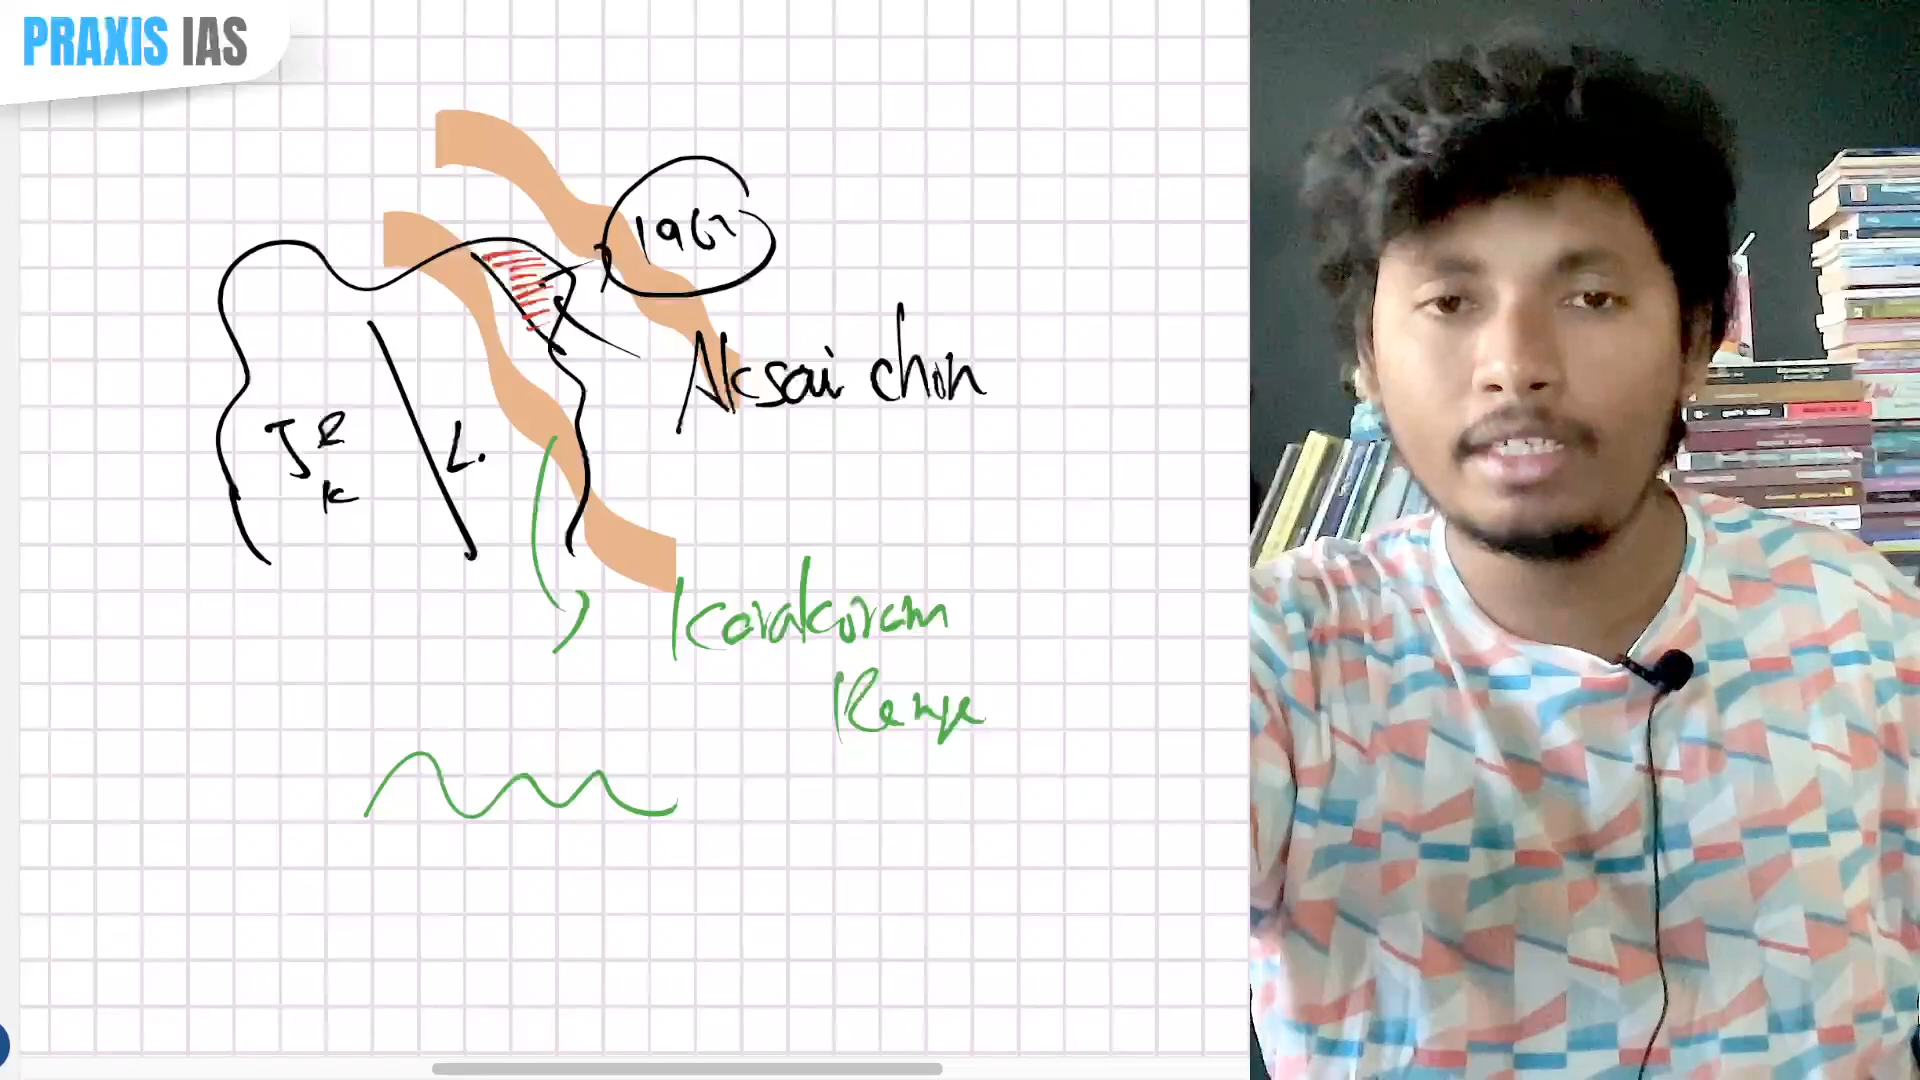 PRAXIS IAS
1962
Aksai chin
J &
K
L.
Karakoram
Range